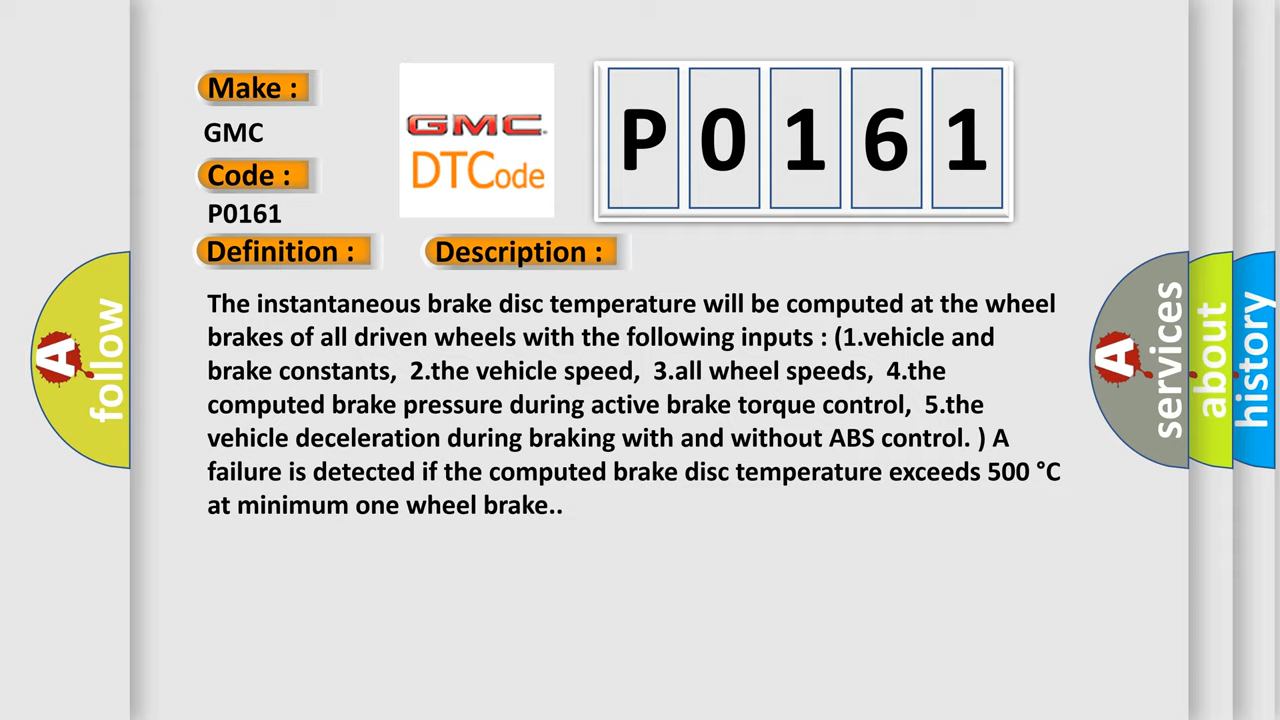 Make :
GMC
Code :
P0161
GMC
DTCode
P0161
Definition :
Description :
The instantaneous brake disc temperature will be computed at the wheel
brakes of all driven wheels with the following inputs : (1.vehicle and
brake constants, 2.the vehicle speed, 3.all wheel speeds, 4.the
computed brake pressure during active brake torque control, 5.the
vehicle deceleration during braking with and without ABS control. ) A
failure is detected if the computed brake disc temperature exceeds 500 °C
at minimum one wheel brake..
A
follow
A
services
about
history